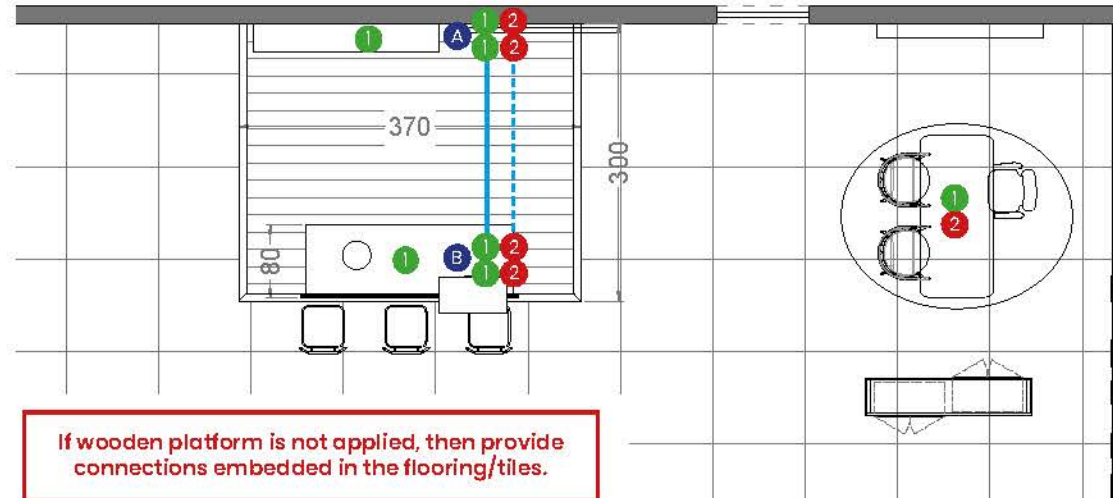 1 2
1 A 1 2
370
300
80
1 2
1 B 1 2
1
2
If wooden platform is not applied, then provide
connections embedded in the flooring/tiles.